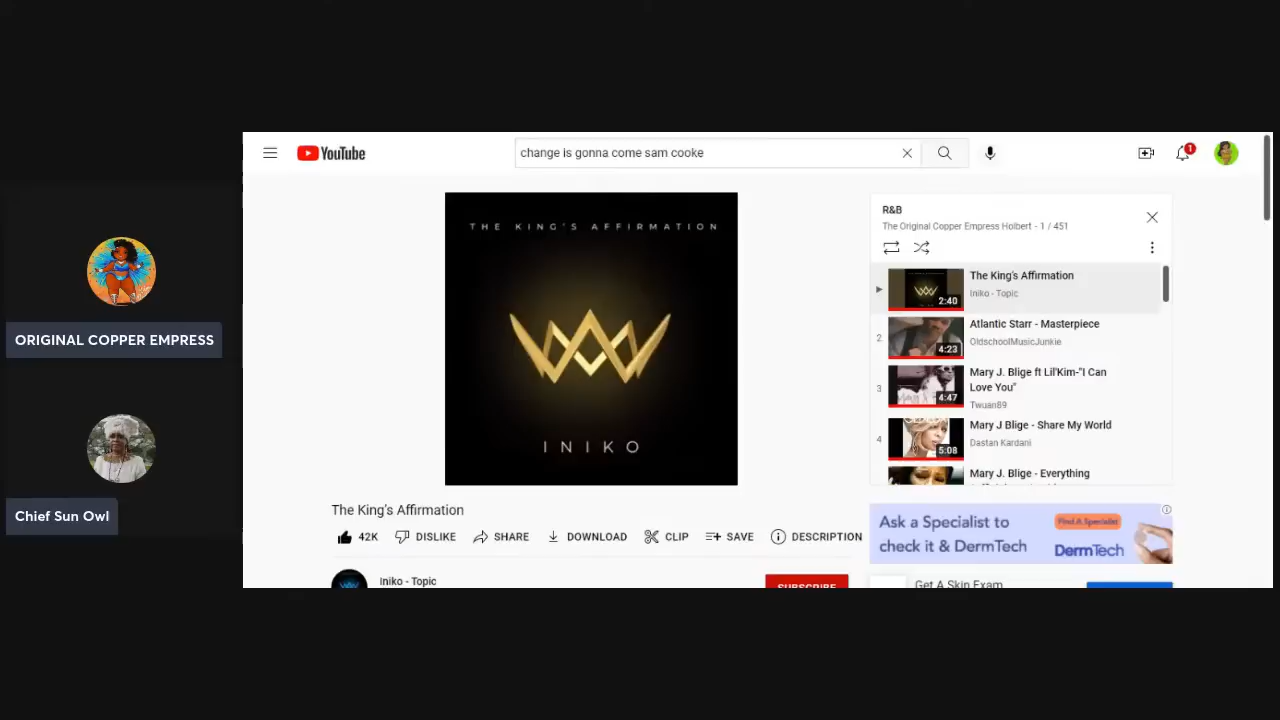 YouTube
change is gonna come sam cooke
1
THE KING'S AFFIRMATION
INIKO
R&B
The Original Copper Empress Holbert - 1 / 451
The King's Affirmation
Iniko - Topic
2:40
2
Atlantic Starr - Masterpiece
OldschoolMusicJunkie
4:23
3
Mary J. Blige ft Lil'Kim-"I Can
Love You"
Twuan89
4:47
4
Mary J Blige - Share My World
Dastan Kardani
5:08
Mary J. Blige - Everything
ORIGINAL COPPER EMPRESS
Chief Sun Owl
The King's Affirmation
42K
DISLIKE
SHARE
DOWNLOAD
CLIP
SAVE
DESCRIPTION
Iniko - Topic
SUBSCRIBE
Ask a Specialist to
check it & DermTech
Find A Specialist
DermTech
Get A Skin Exam